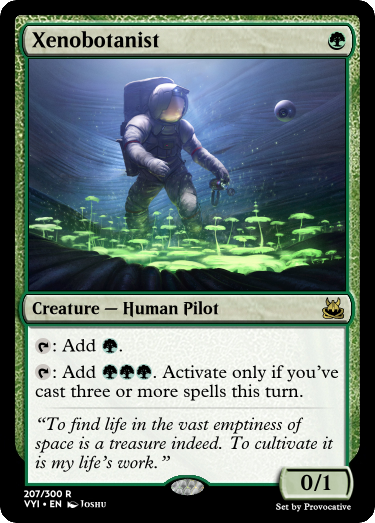 Xenobotanist
Creature — Human Pilot
: Add .
: Add . Activate only if you've
cast three or more spells this turn.
"To find life in the vast emptiness of
space is a treasure indeed. To cultivate it
is my life's work."
0/1
207/300 R
VYI • EN Joshu
Set by Provocative